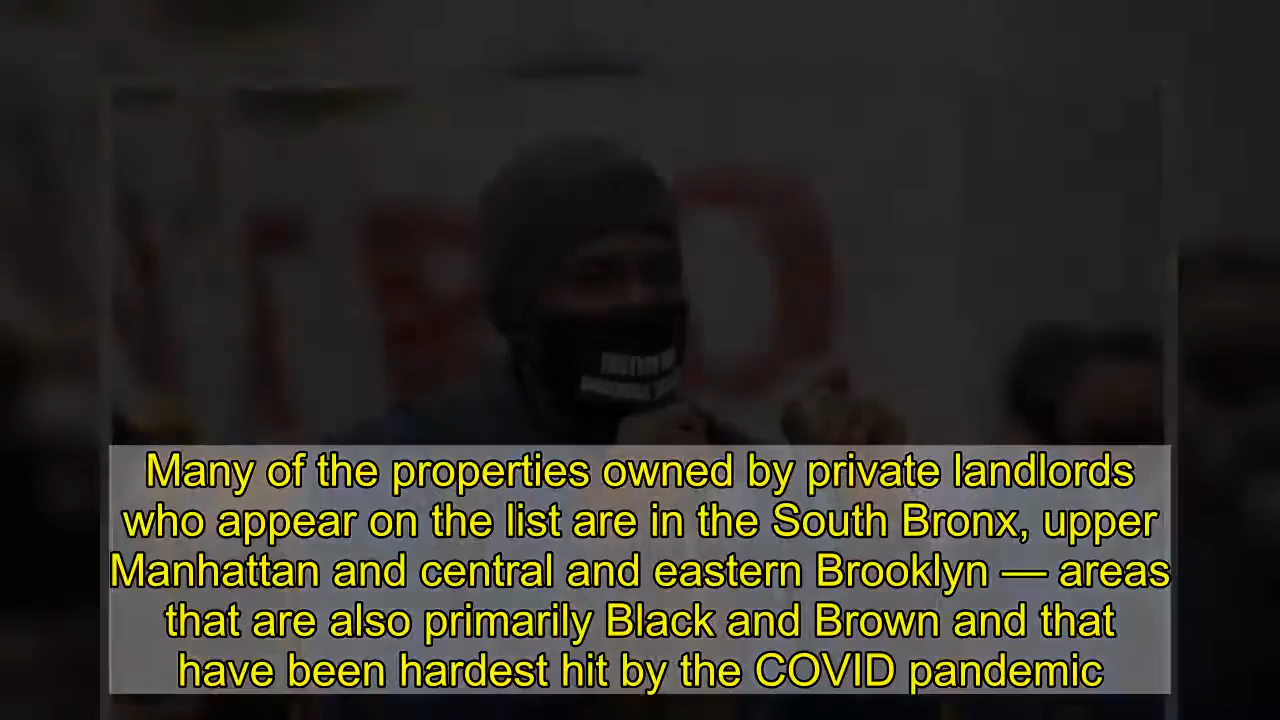 Many of the properties owned by private landlords
who appear on the list are in the South Bronx, upper
Manhattan and central and eastern Brooklyn — areas
that are also primarily Black and Brown and that
have been hardest hit by the COVID pandemic